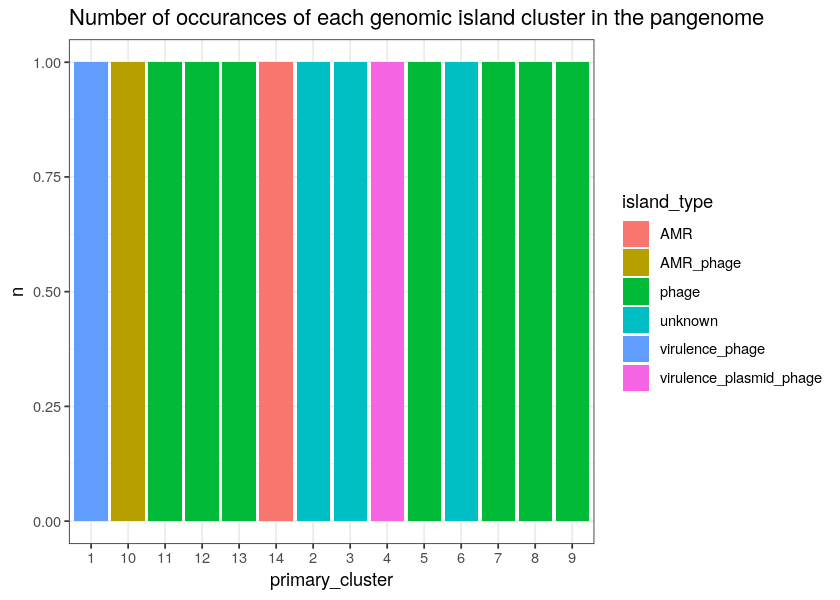 Number of occurances of each genomic island cluster in the pangenome
1.00
0.75
0.50
0.25
0.00
n
1 10 11 12 13 14 2 3 4 5 6 7 8 9
primary_cluster
island_type
AMR
AMR_phage
phage
unknown
virulence_phage
virulence_plasmid_phage